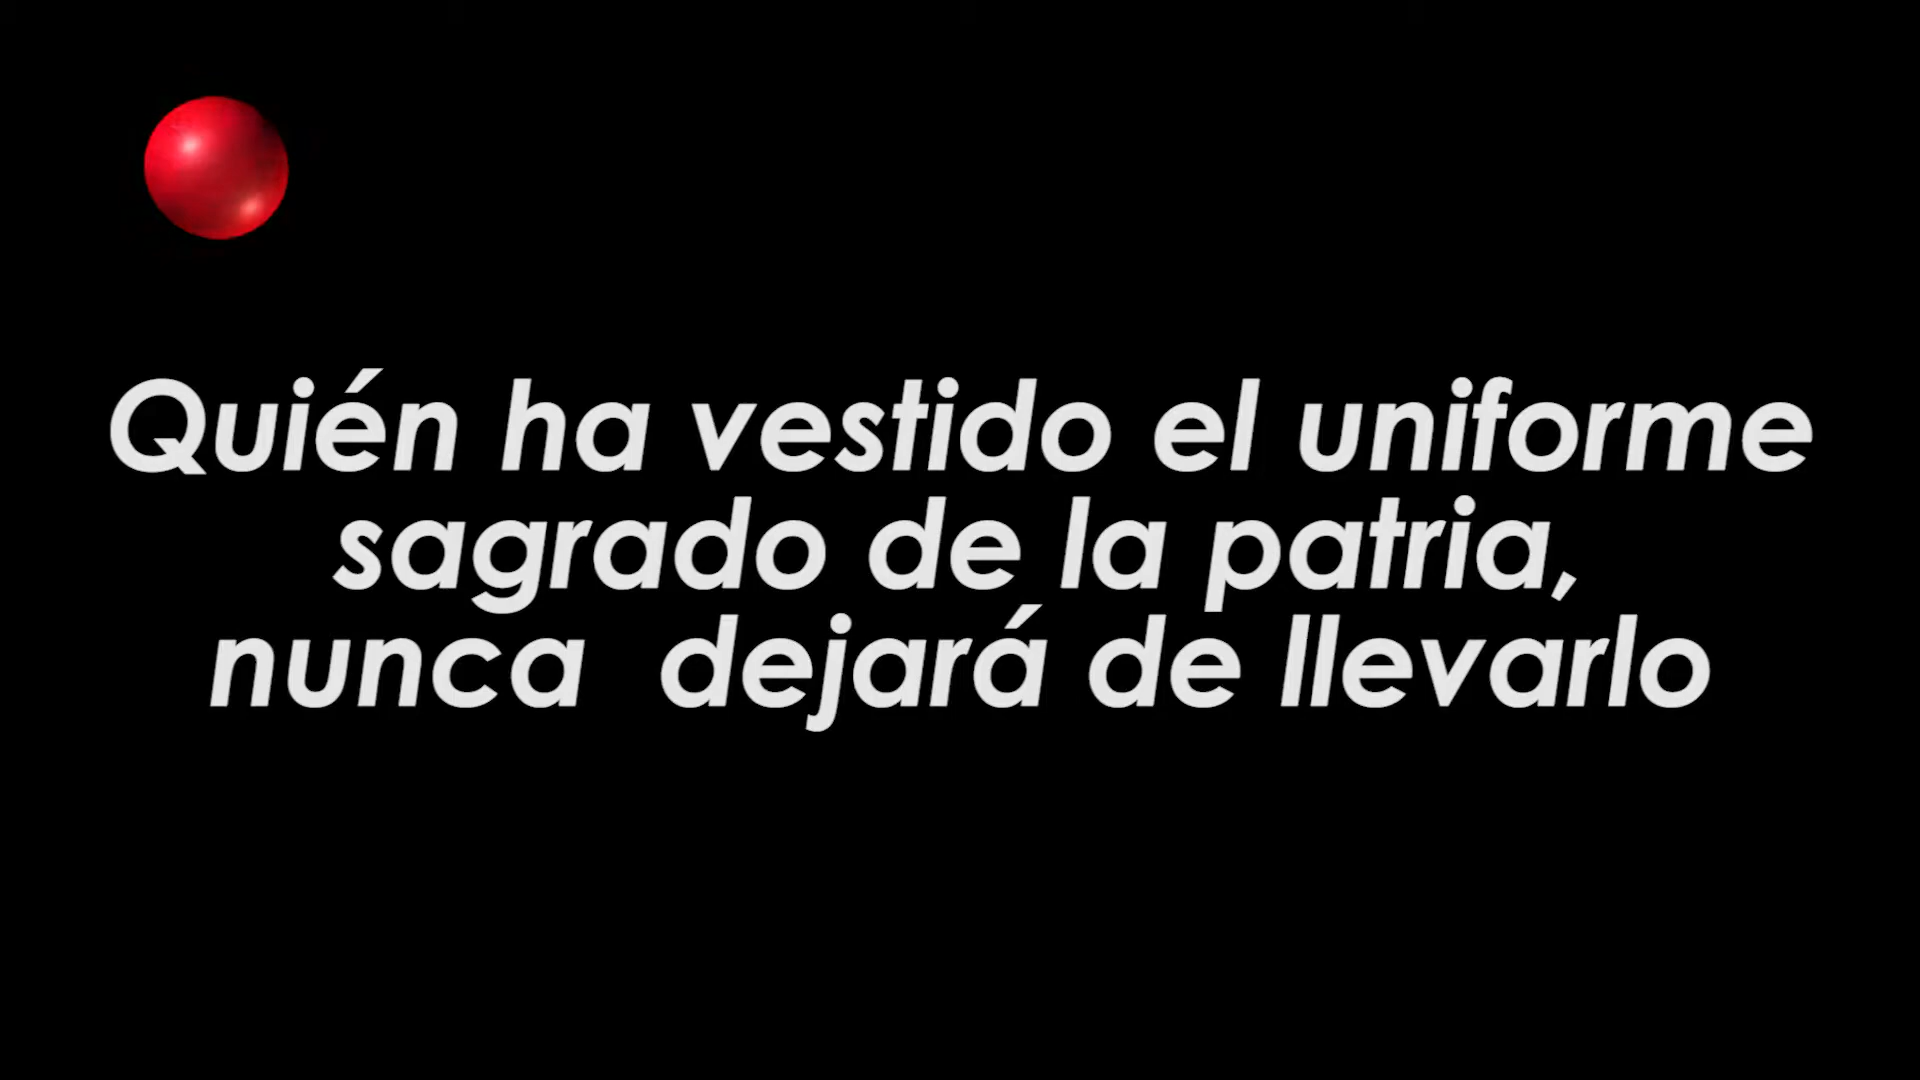 Quién ha vestido el uniforme
sagrado de la patria,
nunca  dejará de llevarlo